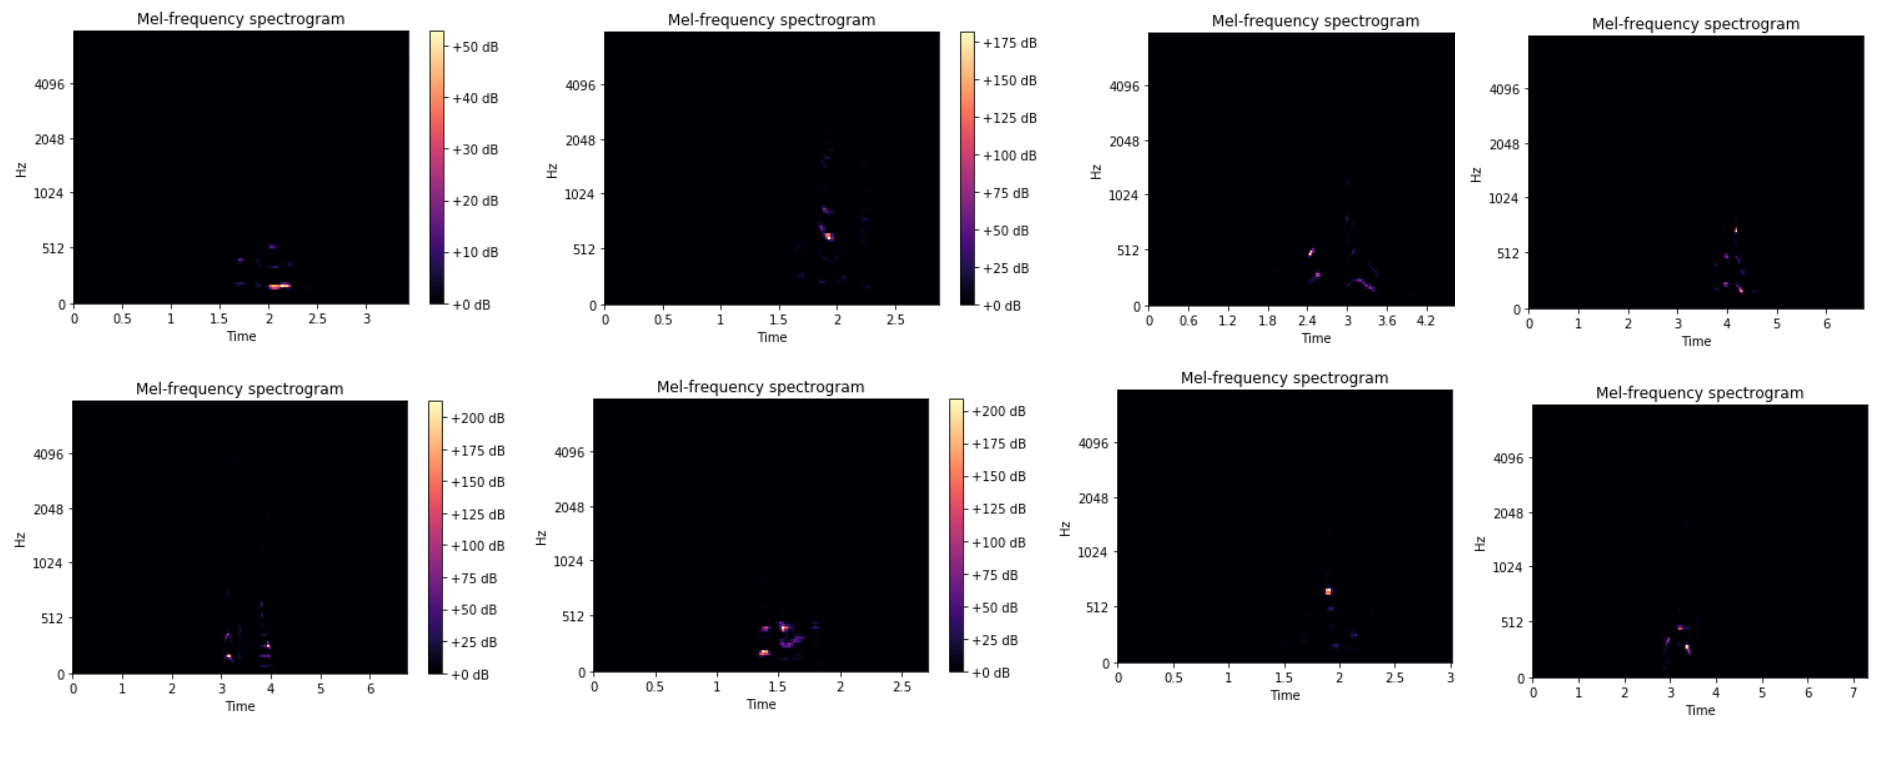 Mel-frequency spectrogram
+50 dB
+40 dB
+30 dB
+20 dB
+10 dB
+0 dB
4096
2048
1024
512
0
Hz
0 0.5 1 1.5 2 2.5 3
Time
Mel-frequency spectrogram
+175 dB
+150 dB
+125 dB
+100 dB
+75 dB
+50 dB
+25 dB
+0 dB
4096
2048
1024
512
0
Hz
0 0.5 1 1.5 2 2.5
Time
Mel-frequency spectrogram
4096
2048
1024
512
0
Hz
0 0.6 1.2 1.8 2.4 3 3.6 4.2
Time
Mel-frequency spectrogram
4096
2048
1024
512
0
Hz
0 1 2 3 4 5 6
Time
Mel-frequency spectrogram
+200 dB
+175 dB
+150 dB
+125 dB
+100 dB
+75 dB
+50 dB
+25 dB
+0 dB
4096
2048
1024
512
0
Hz
0 1 2 3 4 5 6
Time
Mel-frequency spectrogram
+200 dB
+175 dB
+150 dB
+125 dB
+100 dB
+75 dB
+50 dB
+25 dB
+0 dB
4096
2048
1024
512
0
Hz
0 0.5 1 1.5 2 2.5
Time
Mel-frequency spectrogram
4096
2048
1024
512
0
Hz
0 0.5 1 1.5 2 2.5 3
Time
Mel-frequency spectrogram
4096
2048
1024
512
0
Hz
0 1 2 3 4 5 6 7
Time